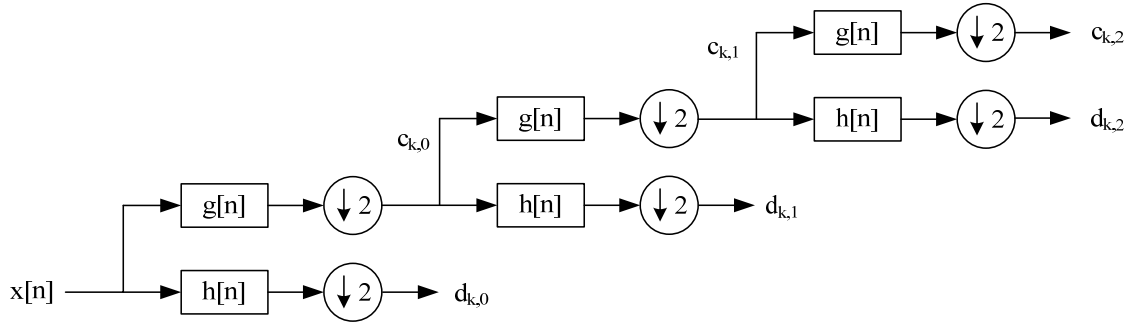 g[n] ↓ 2 c_{k,2}
c_{k,1}
g[n] ↓ 2 h[n] ↓ 2 d_{k,2}
c_{k,0}
g[n] ↓ 2 h[n] ↓ 2 d_{k,1}
x[n] h[n] ↓ 2 d_{k,0}